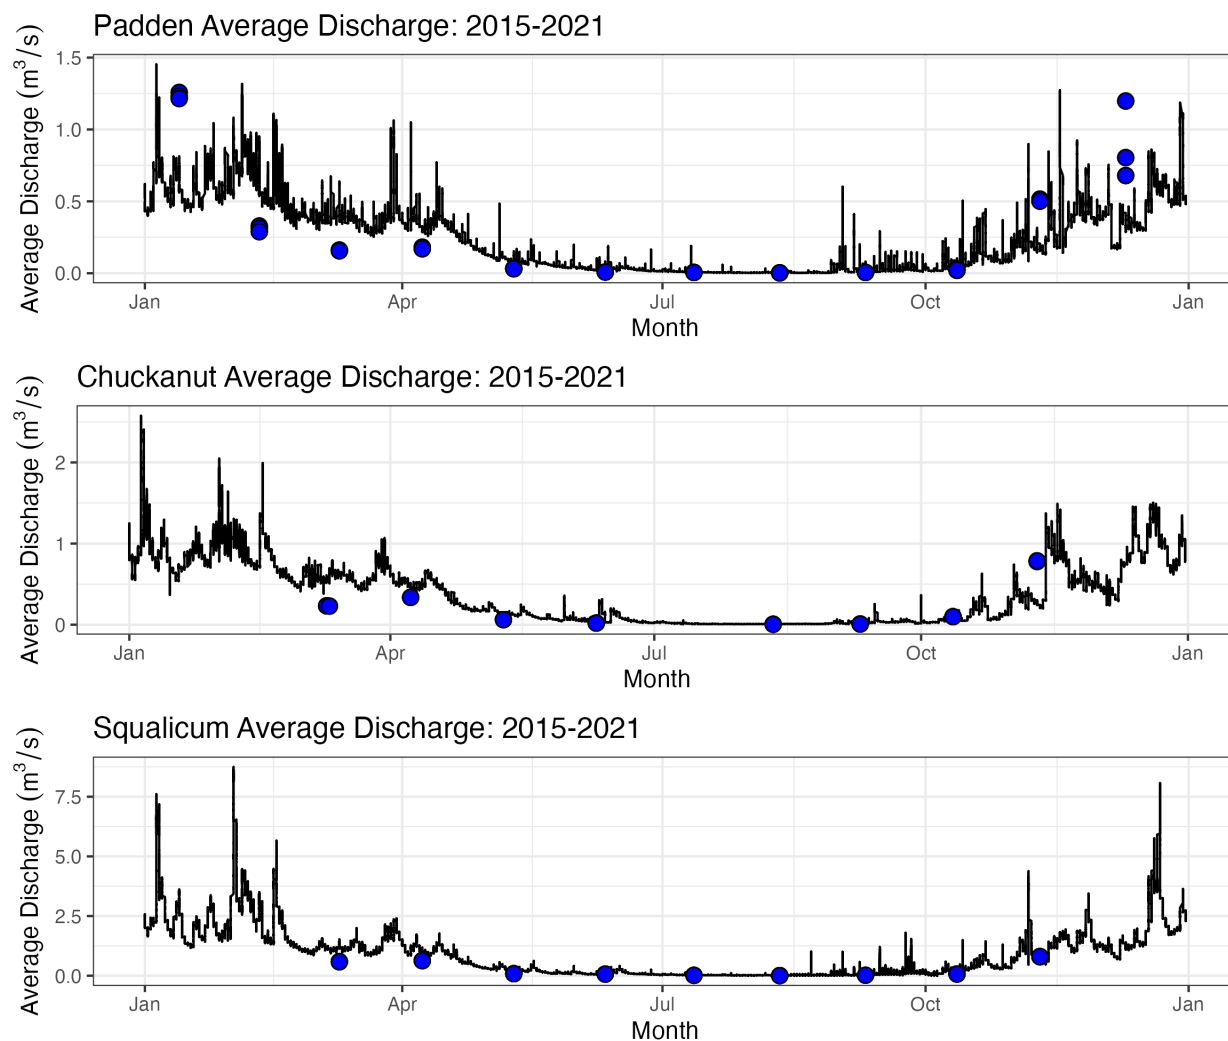 Padden Average Discharge: 2015-2021
Average Discharge (m³/s)
1.5
1.0
0.5
0.0
Jan Apr Jul Oct Jan
Month
Chuckanut Average Discharge: 2015-2021
Average Discharge (m³/s)
2
1
0
Jan Apr Jul Oct Jan
Month
Squalicum Average Discharge: 2015-2021
Average Discharge (m³/s)
7.5
5.0
2.5
0.0
Jan Apr Jul Oct Jan
Month